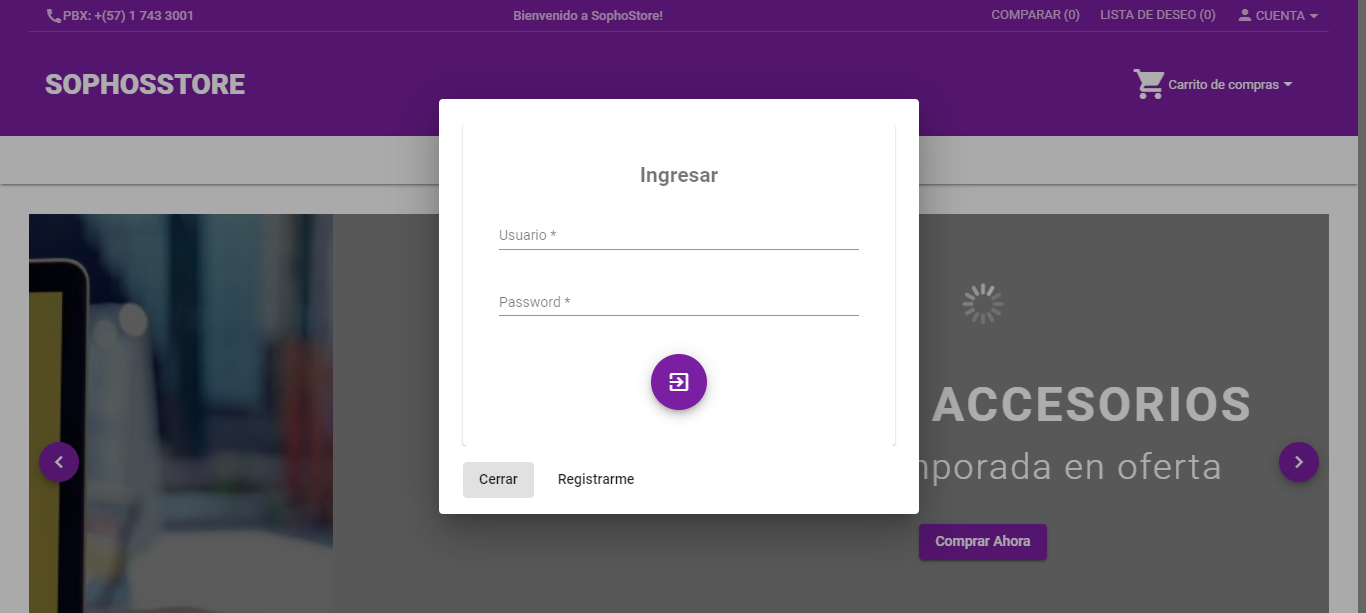 PBX: +(57) 1 743 3001
Bienvenido a SophoStore!
COMPARAR (0)
LISTA DE DESEO (0)
CUENTA
SOPHOSSTORE
Carrito de compras
Ingresar
Usuario *
Password *
ACCESORIOS
en oferta
Cerrar
Registrarme
Comprar Ahora